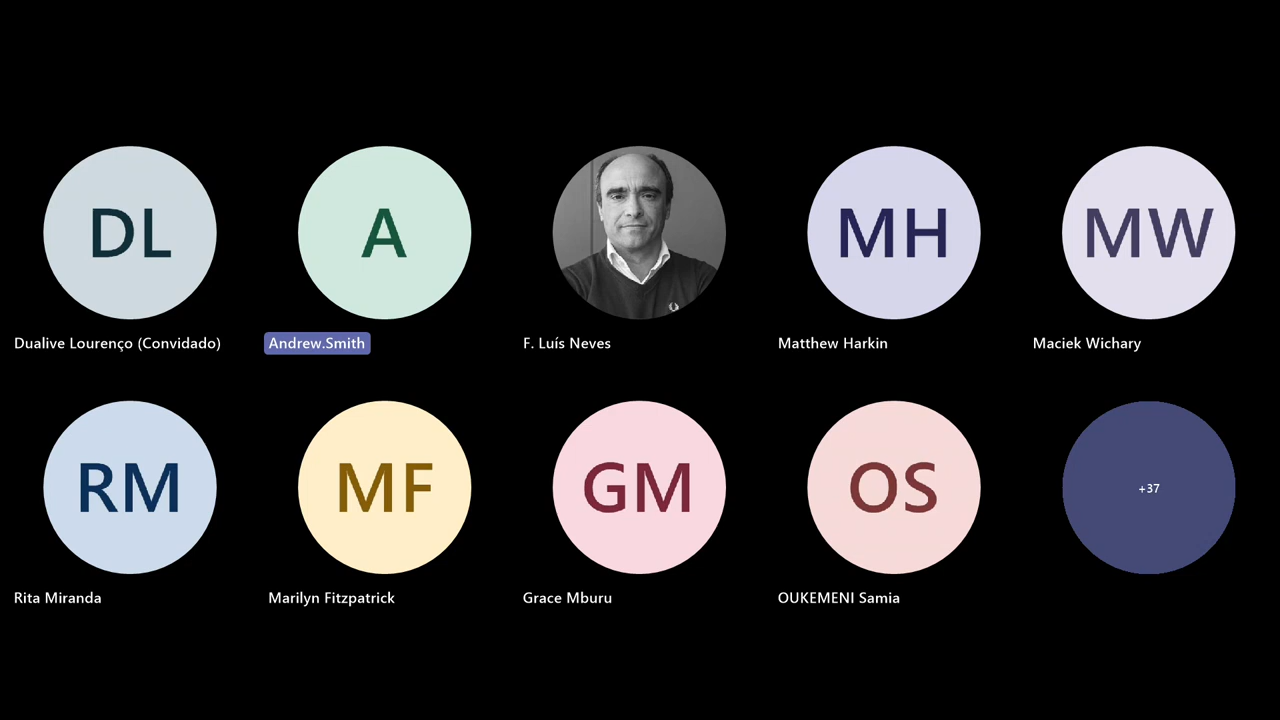 DL
A
MH
MW
Dualive Lourenço (Convidado)
Andrew.Smith
F. Luís Neves
Matthew Harkin
Maciek Wichary
RM
MF
GM
OS
+37
Rita Miranda
Marilyn Fitzpatrick
Grace Mburu
OUKEMENI Samia